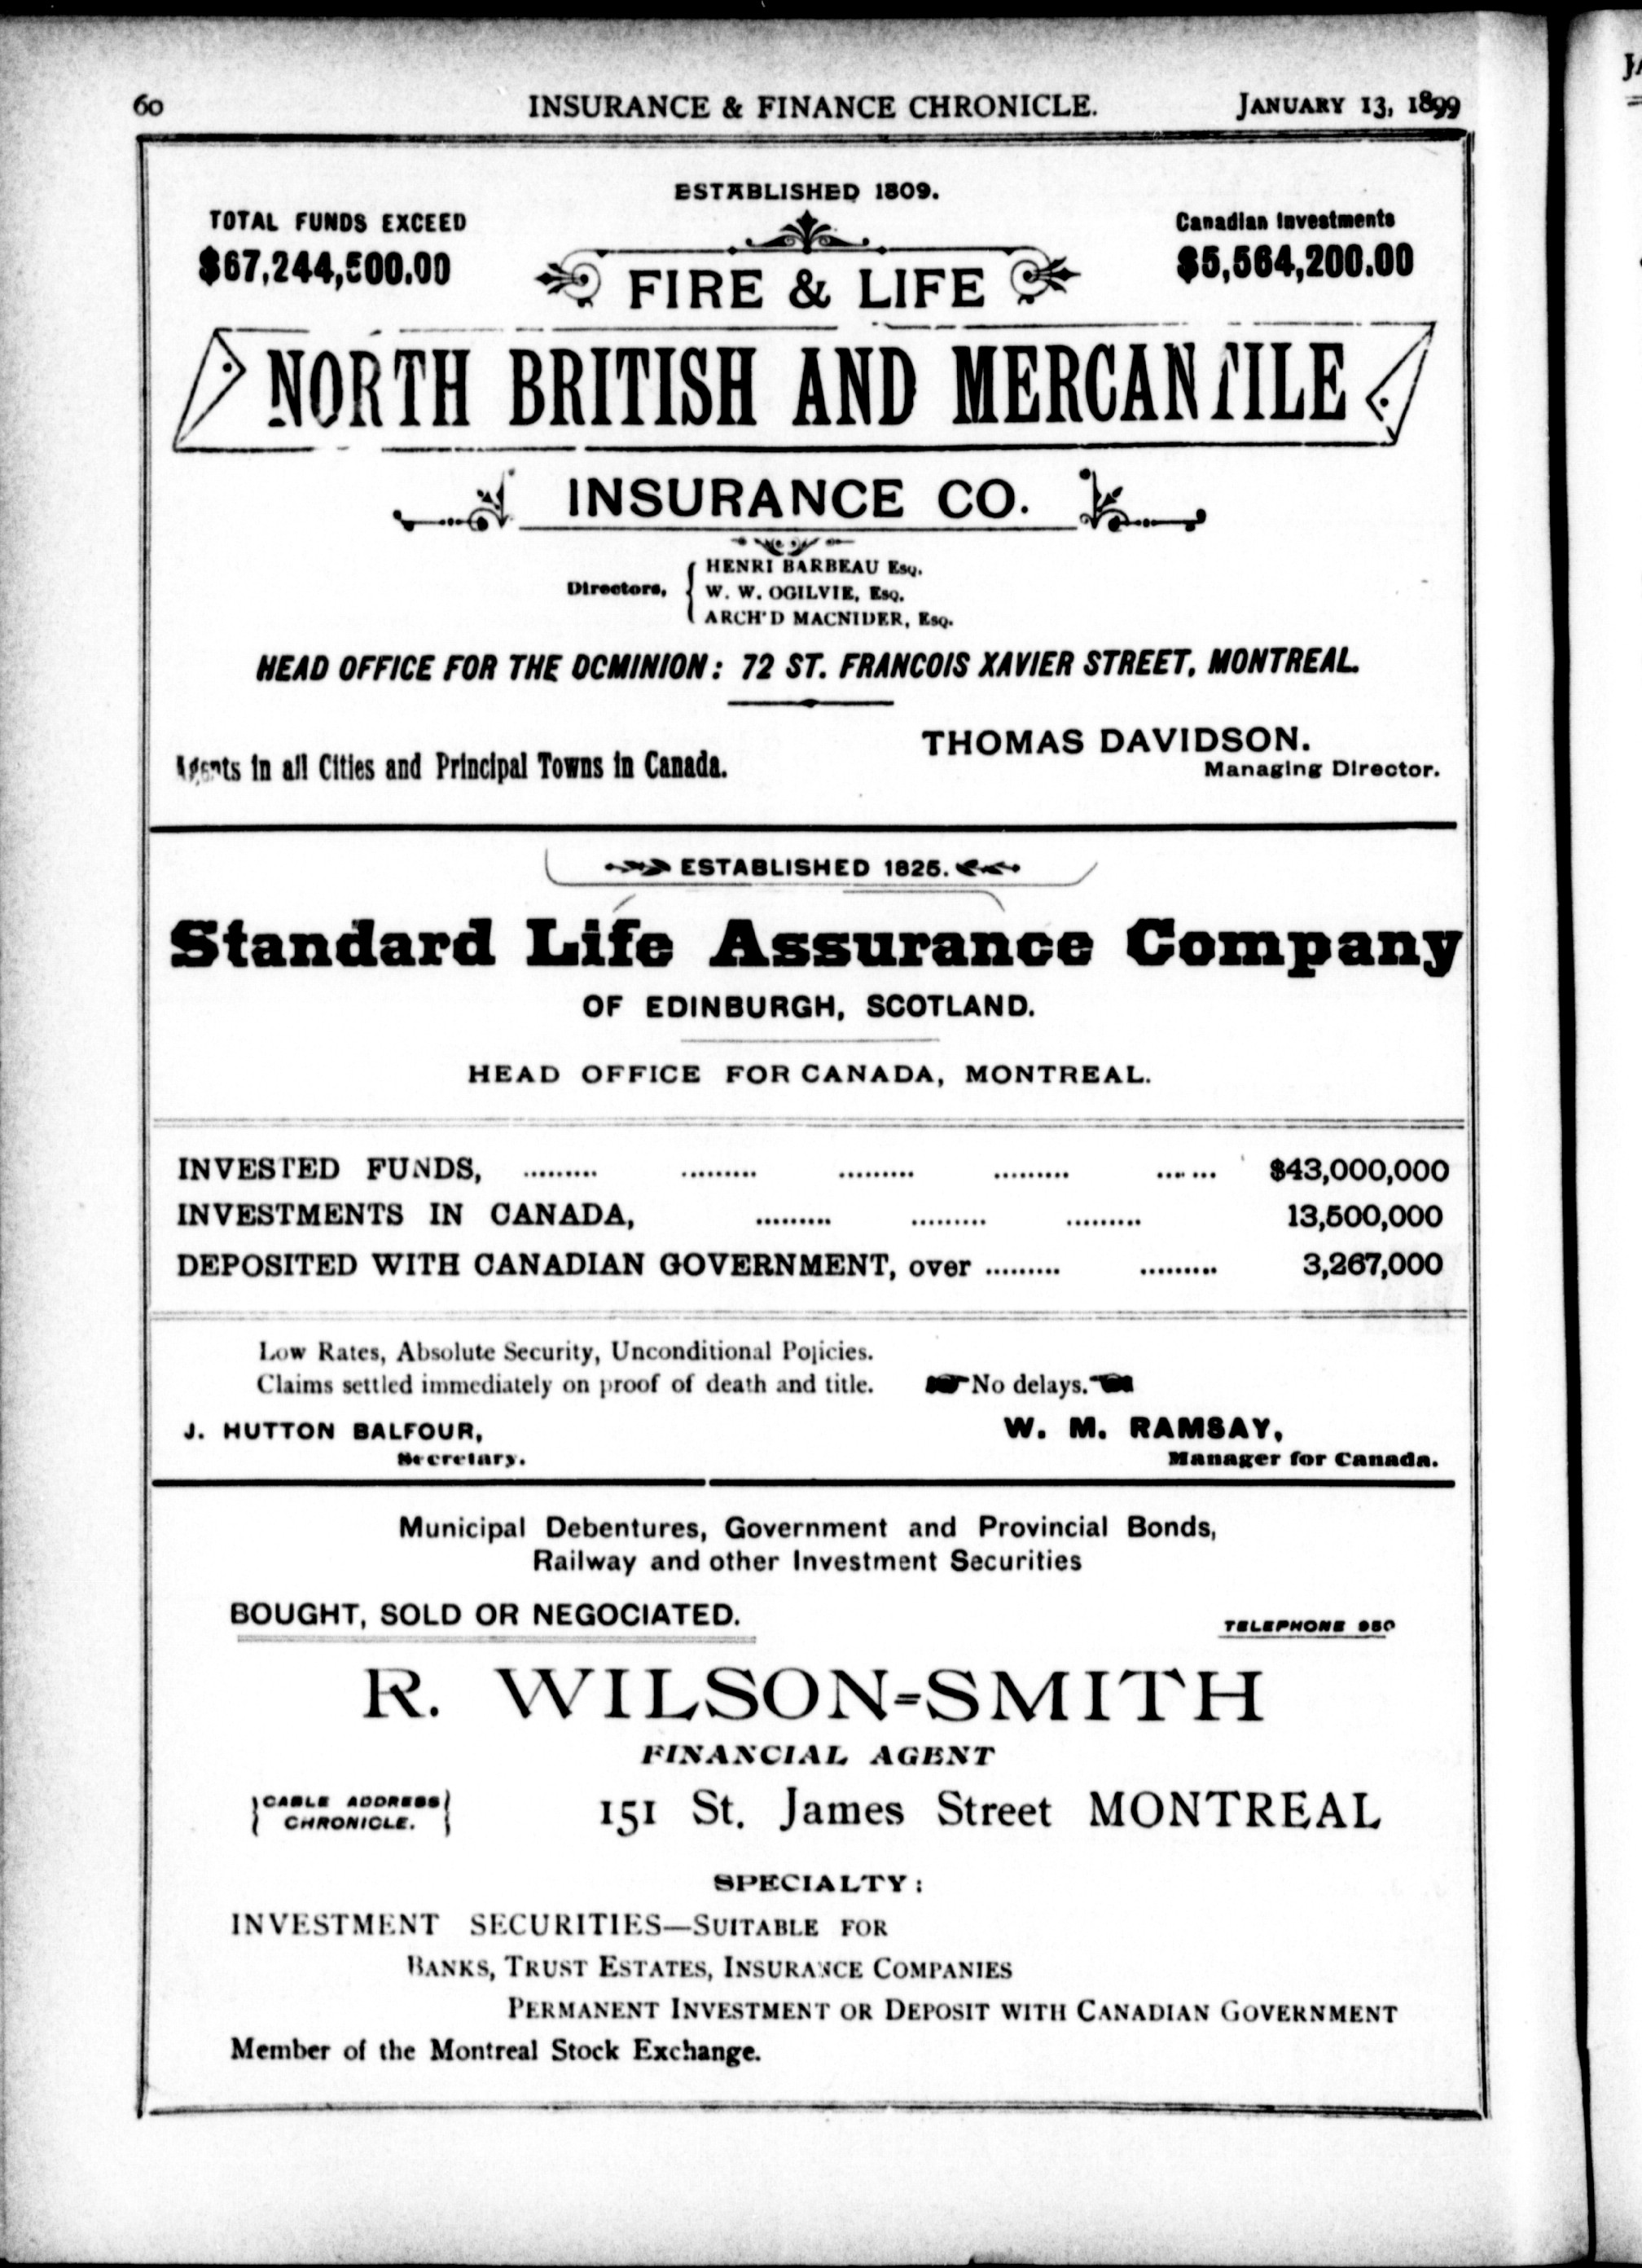 60 INSURANCE & FINANCE CHRONICLE. JANUARY 13, 1899
ESTABLISHED 1809.
TOTAL FUNDS EXCEED
$67,244,500.00
Canadian Investments
$5,564,200.00
FIRE & LIFE
NORTH BRITISH AND MERCANTILE
INSURANCE CO.
Directors, HENRI BARBEAU Esq.
W. W. OGILVIE, Esq.
ARCH'D MACNIDER, Esq.
HEAD OFFICE FOR THE DOMINION: 72 ST. FRANCOIS XAVIER STREET, MONTREAL.
Agents in all Cities and Principal Towns in Canada.
THOMAS DAVIDSON.
Managing Director.
ESTABLISHED 1825.
Standard Life Assurance Company
OF EDINBURGH, SCOTLAND.
HEAD OFFICE FOR CANADA, MONTREAL.
INVESTED FUNDS, ......... ......... ......... ......... ...... $43,000,000
INVESTMENTS IN CANADA, ......... ......... ......... 13,500,000
DEPOSITED WITH CANADIAN GOVERNMENT, over ......... ......... 3,267,000
Low Rates, Absolute Security, Unconditional Policies.
Claims settled immediately on proof of death and title. No delays.
J. HUTTON BALFOUR,
Secretary.
W. M. RAMSAY,
Manager for Canada.
Municipal Debentures, Government and Provincial Bonds,
Railway and other Investment Securities
BOUGHT, SOLD OR NEGOCIATED.
TELEPHONE 950
R. WILSON-SMITH
FINANCIAL AGENT
CABLE ADDRESS
CHRONICLE.
151 St. James Street MONTREAL
SPECIALTY:
INVESTMENT SECURITIES—SUITABLE FOR
BANKS, TRUST ESTATES, INSURANCE COMPANIES
PERMANENT INVESTMENT OR DEPOSIT WITH CANADIAN GOVERNMENT
Member of the Montreal Stock Exchange.